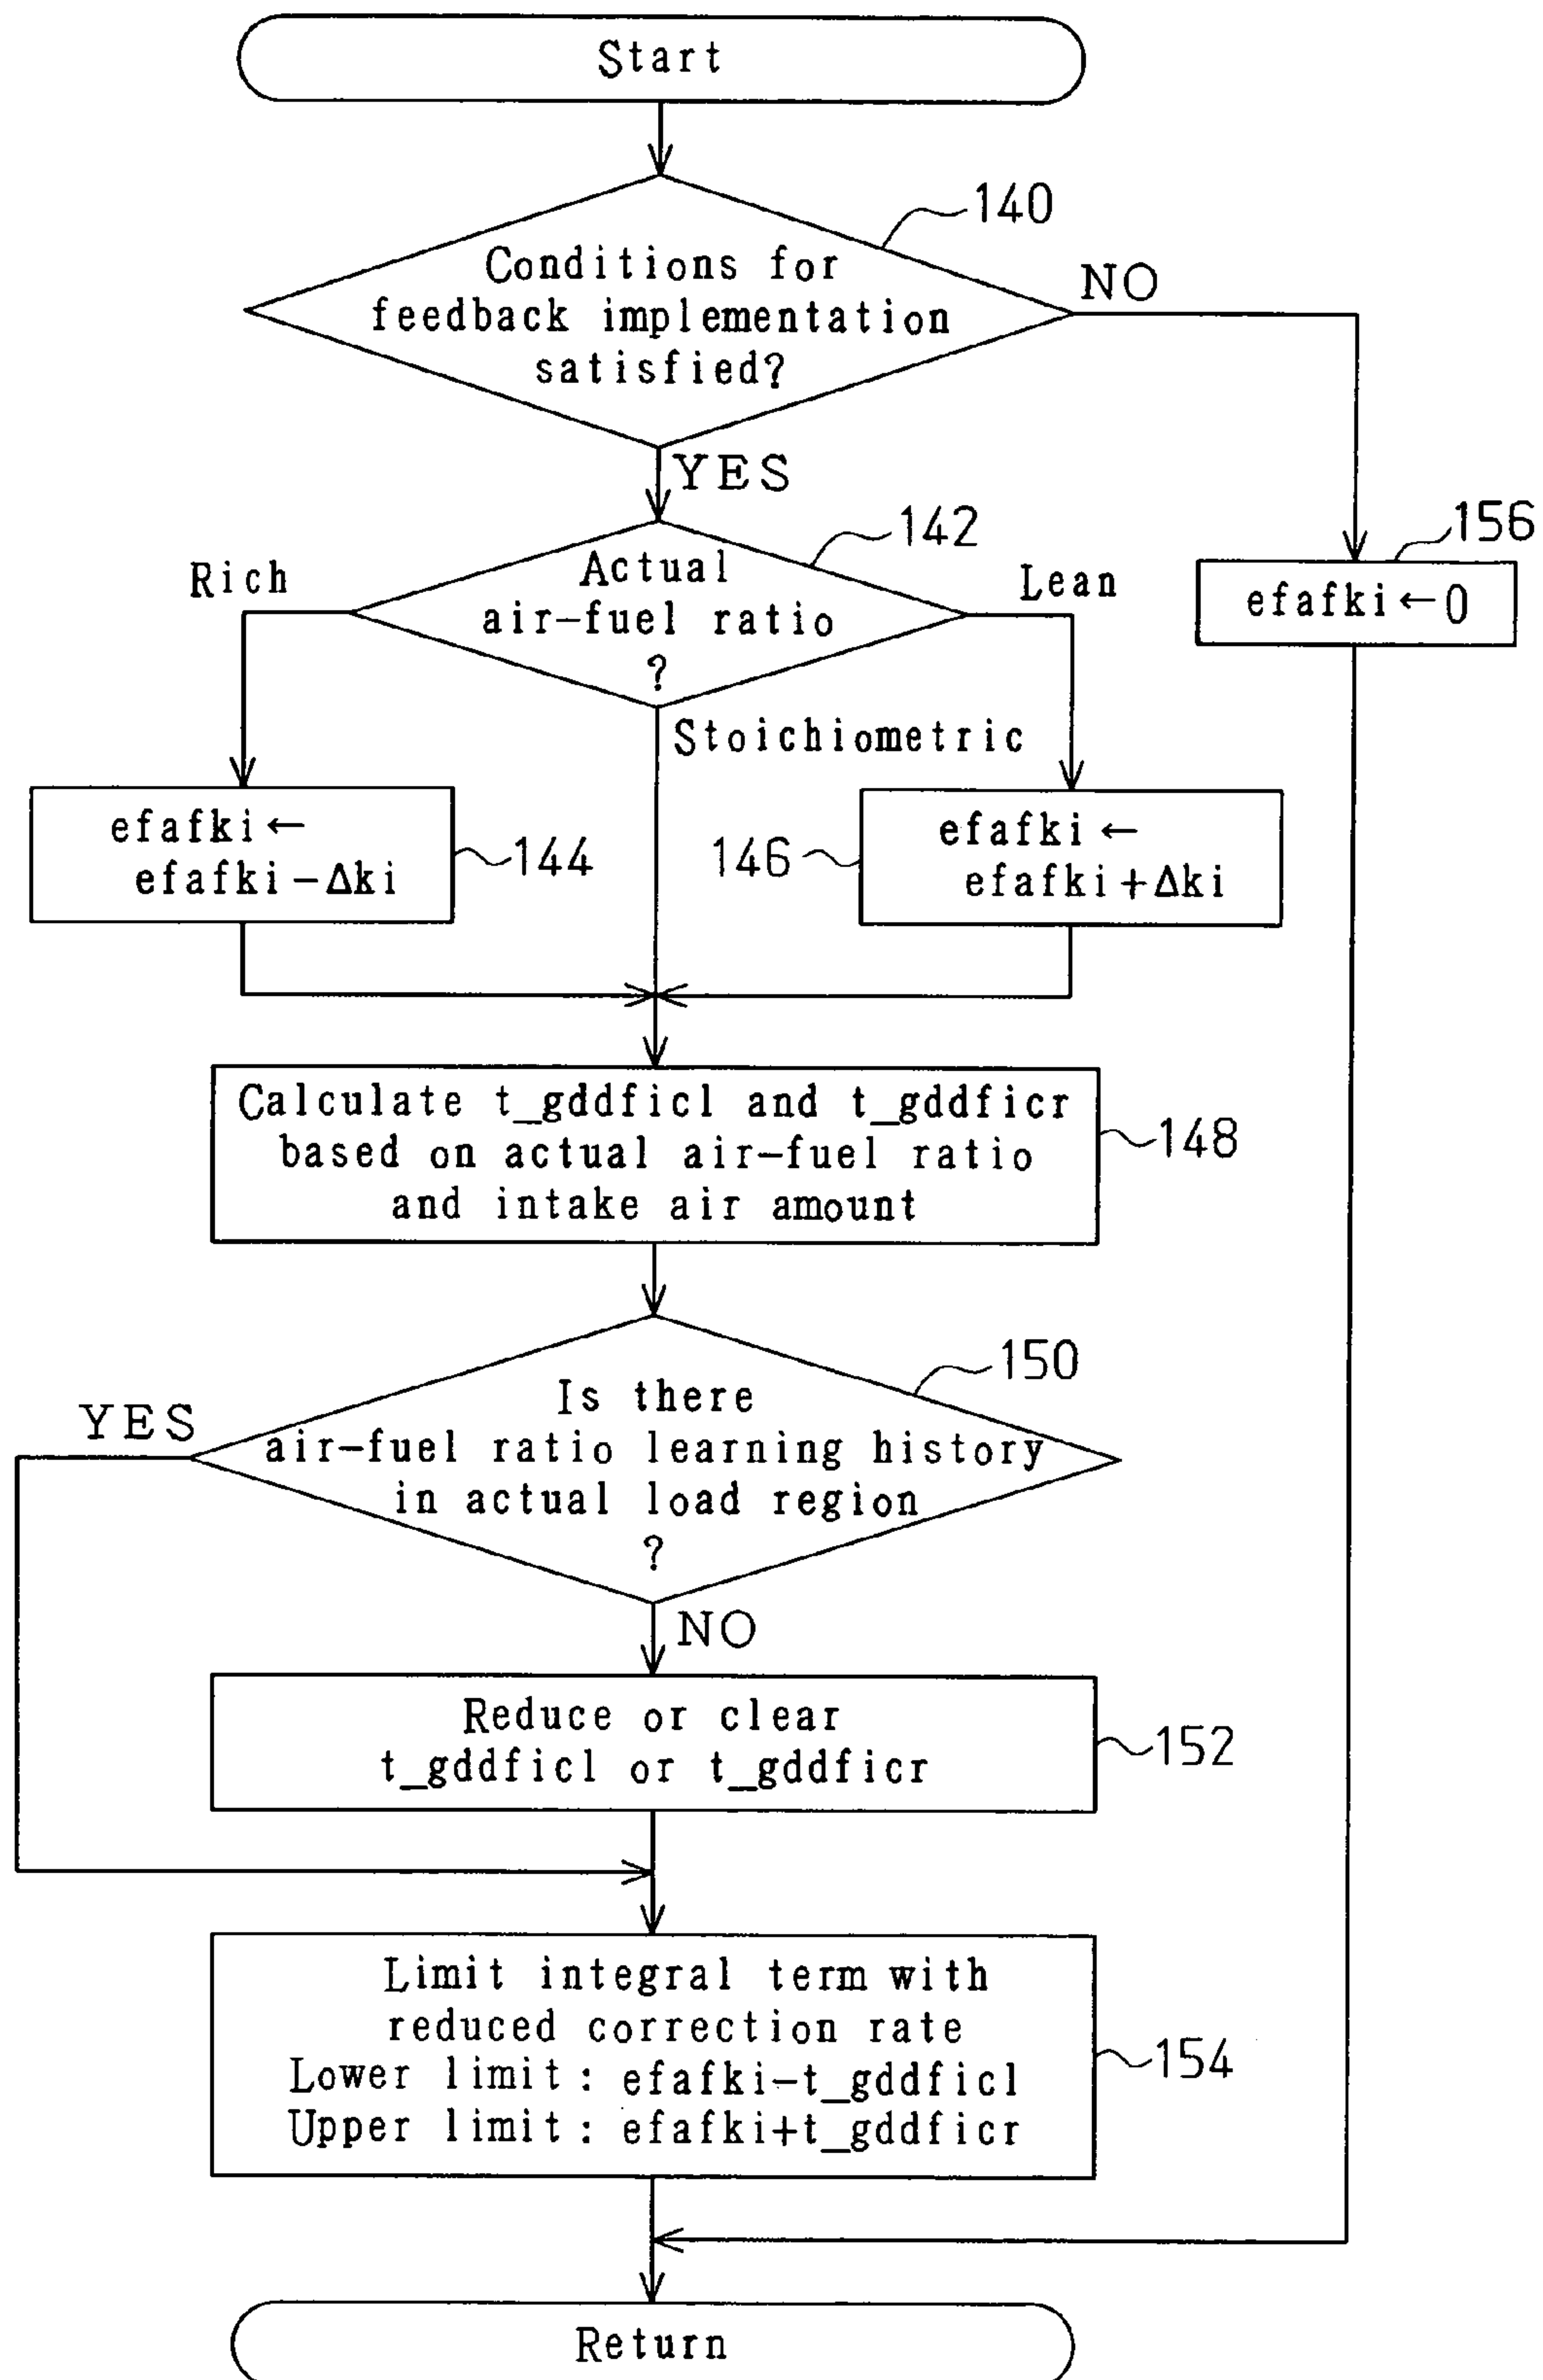 Start
140
Conditions for
feedback implementation
satisfied?
NO
YES
142
156
Rich
Actual
air-fuel ratio
?
Lean
efafki←0
Stoichiometric
efafki←
efafki−Δki
144
146
efafki←
efafki+Δki
Calculate t_gddficl and t_gddficr
based on actual air-fuel ratio
and intake air amount
148
150
YES
Is there
air-fuel ratio learning history
in actual load region
?
NO
Reduce or clear
t_gddficl or t_gddficr
152
Limit integral term with
reduced correction rate
Lower limit: efafki−t_gddficl
Upper limit: efafki+t_gddficr
154
Return